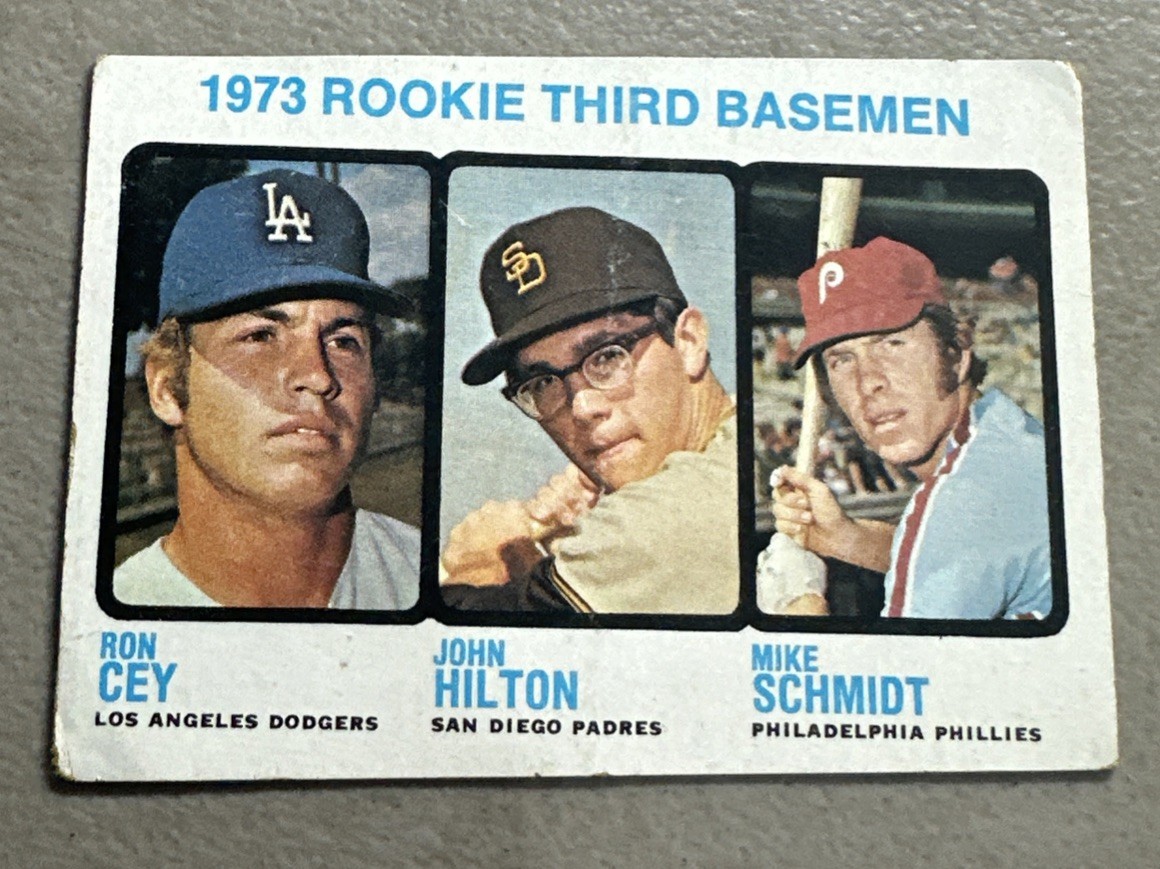 1973 ROOKIE THIRD BASEMEN
LA
SD
P
RON
CEY
LOS ANGELES DODGERS
JOHN
HILTON
SAN DIEGO PADRES
MIKE
SCHMIDT
PHILADELPHIA PHILLIES